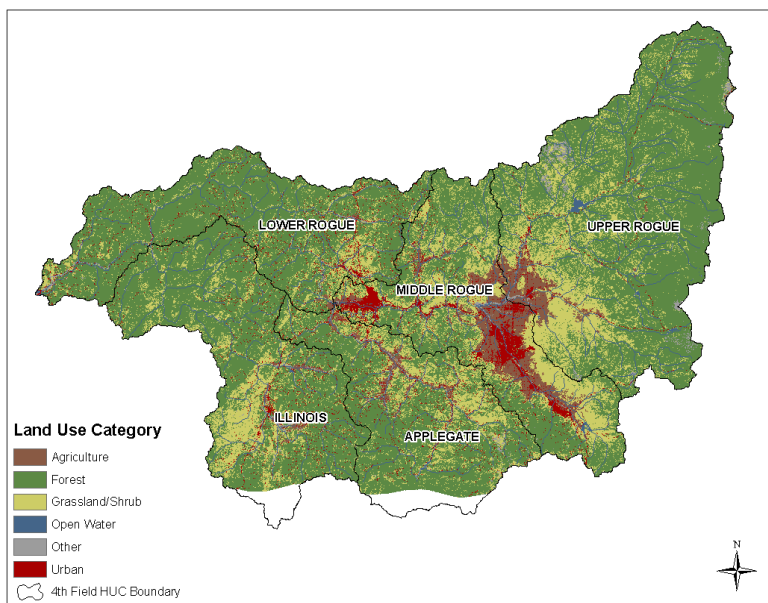 LOWER ROGUE
UPPER ROGUE
MIDDLE ROGUE
ILLINOIS
APPLEGATE
Land Use Category
Agriculture
Forest
Grassland/Shrub
Open Water
Other
Urban
4th Field HUC Boundary
N